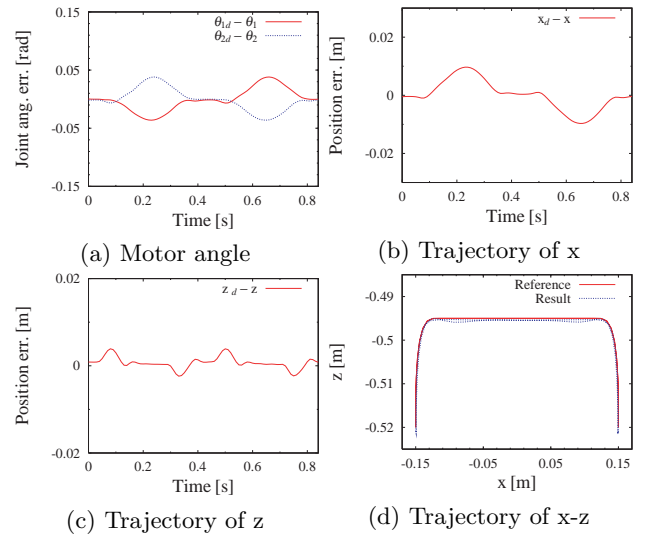 θ1d − θ1
θ2d − θ2
Joint ang. err. [rad]
0.15
0.05
-0.05
-0.15
0 0.2 0.4 0.6 0.8
Time [s]
(a) Motor angle
xd − x
Position err. [m]
0.03
0
-0.03
0 0.2 0.4 0.6 0.8
Time [s]
(b) Trajectory of x
z d − z
Position err. [m]
0.02
0
-0.02
0 0.2 0.4 0.6 0.8
Time [s]
(c) Trajectory of z
Reference
Result
z [m]
-0.49
-0.5
-0.51
-0.52
-0.15 -0.05 0.05 0.15
x [m]
(d) Trajectory of x-z